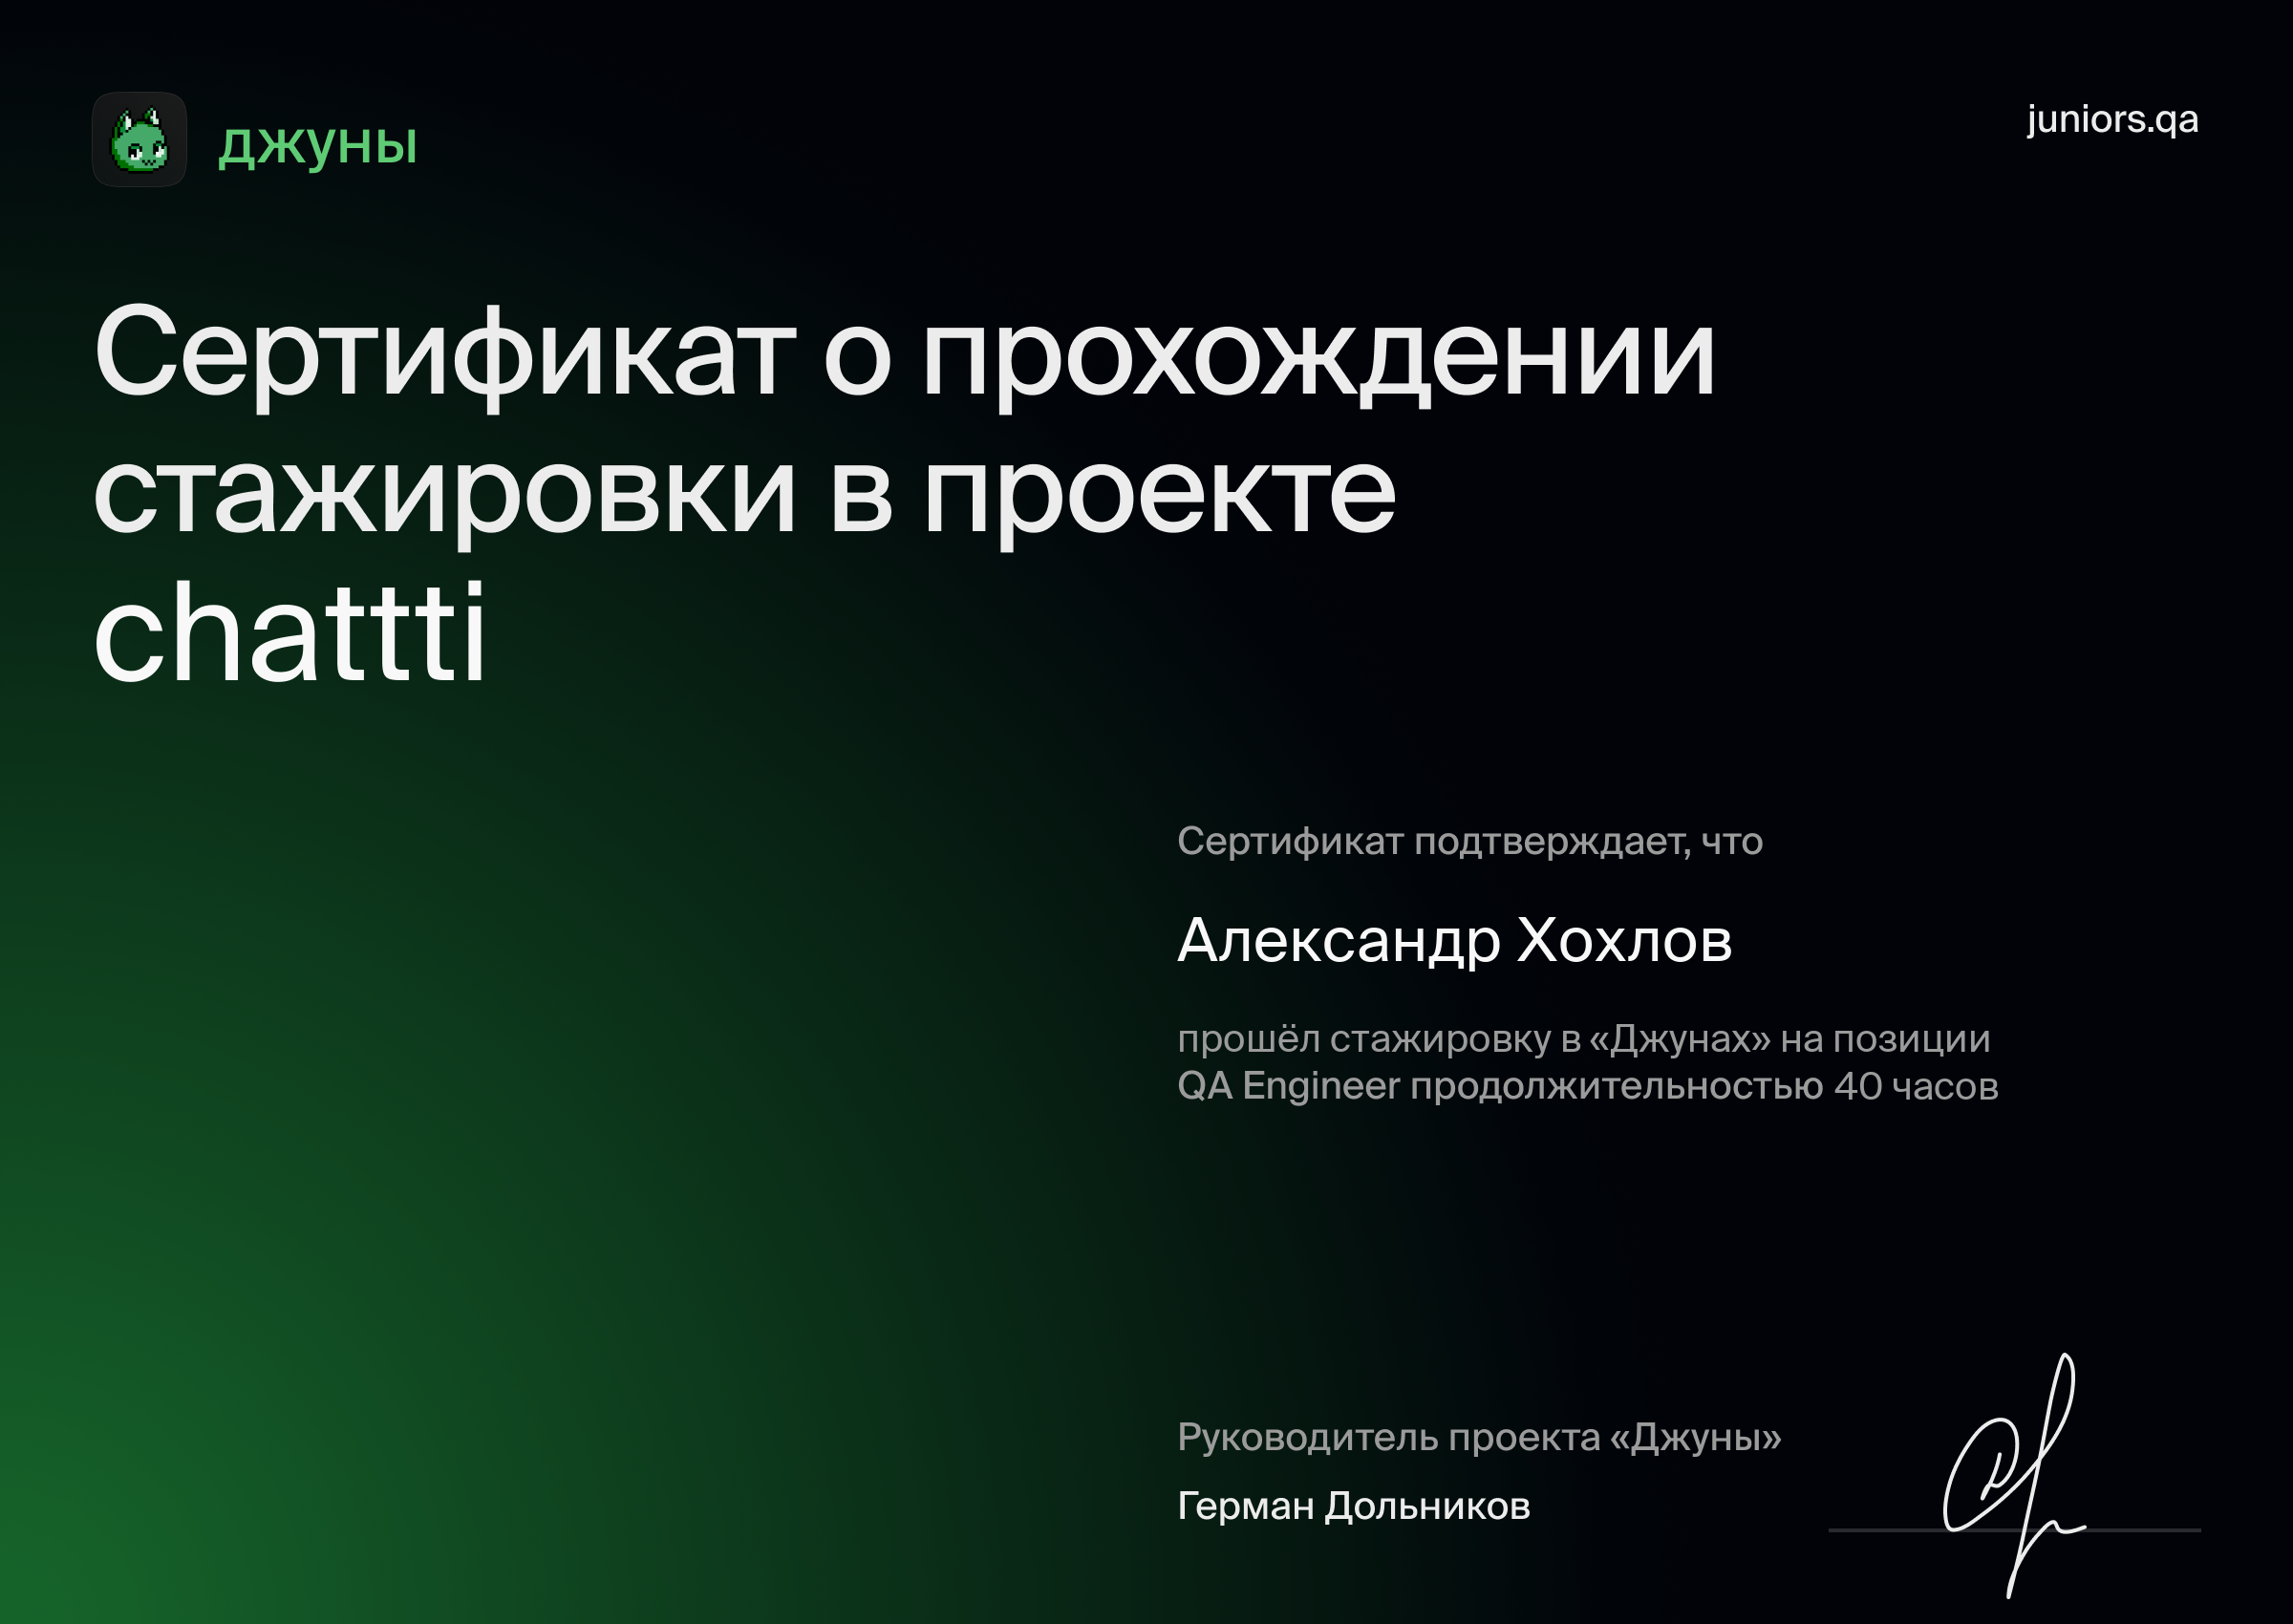 джуны
juniors.qa
Сертификат о прохождении
стажировки в проекте
chattti
Сертификат подтверждает, что
Александр Хохлов
прошёл стажировку в «Джунах» на позиции
QA Engineer продолжительностью 40 часов
Руководитель проекта «Джуны»
Герман Дольников